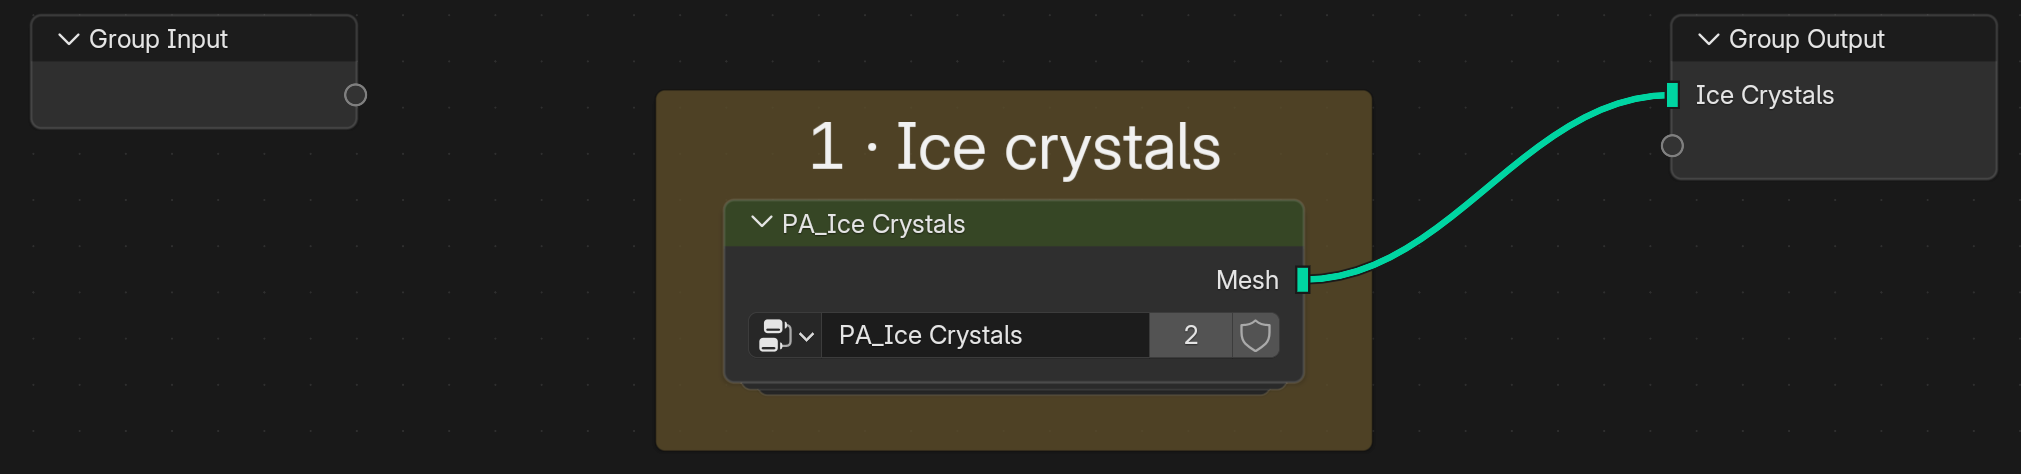 Group Input
Group Output
Ice Crystals
1 · Ice crystals
PA_Ice Crystals
Mesh
PA_Ice Crystals 2